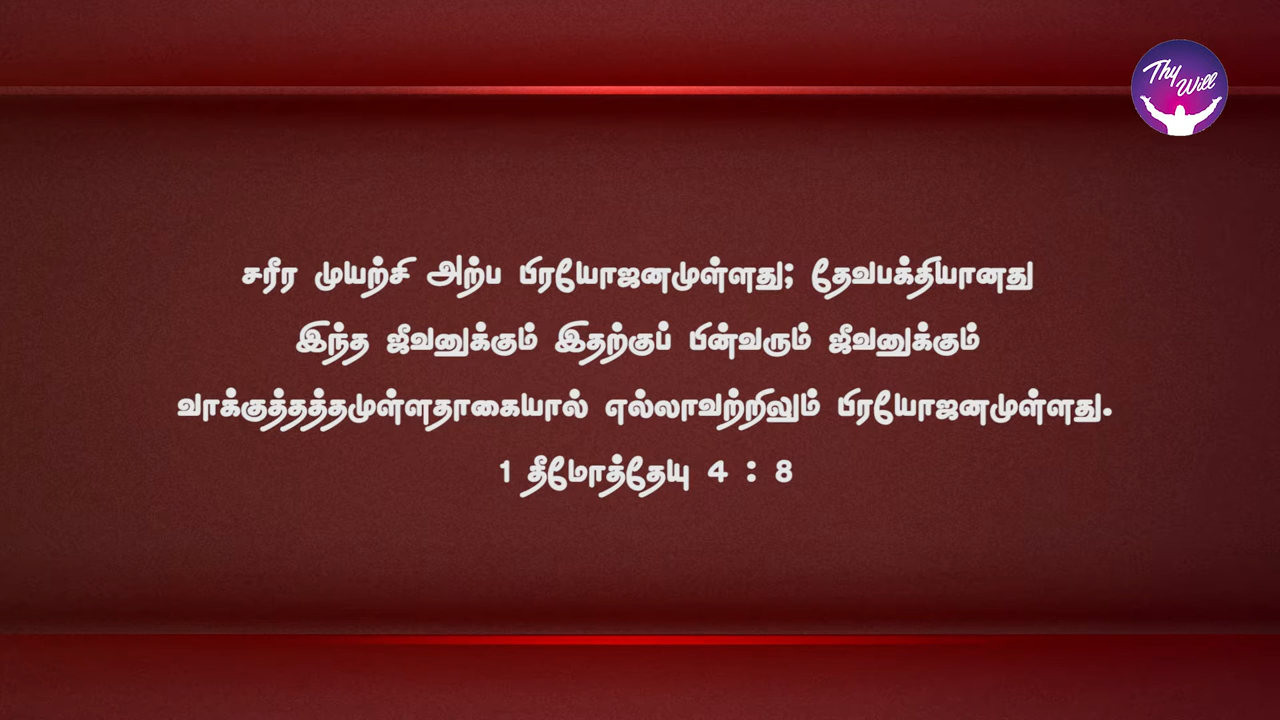 Thy
Will
சரீர முயற்சி அற்ப பிரயோஜனமுள்ளது; தேவபக்தியானது
இந்த ஜீவனுக்கும் இதற்குப் பின்வரும் ஜீவனுக்கும்
வாக்குத்தத்தமுள்ளதாகையால் எல்லாவற்றிலும் பிரயோஜனமுள்ளது.
1 தீமோத்தேயு 4 : 8